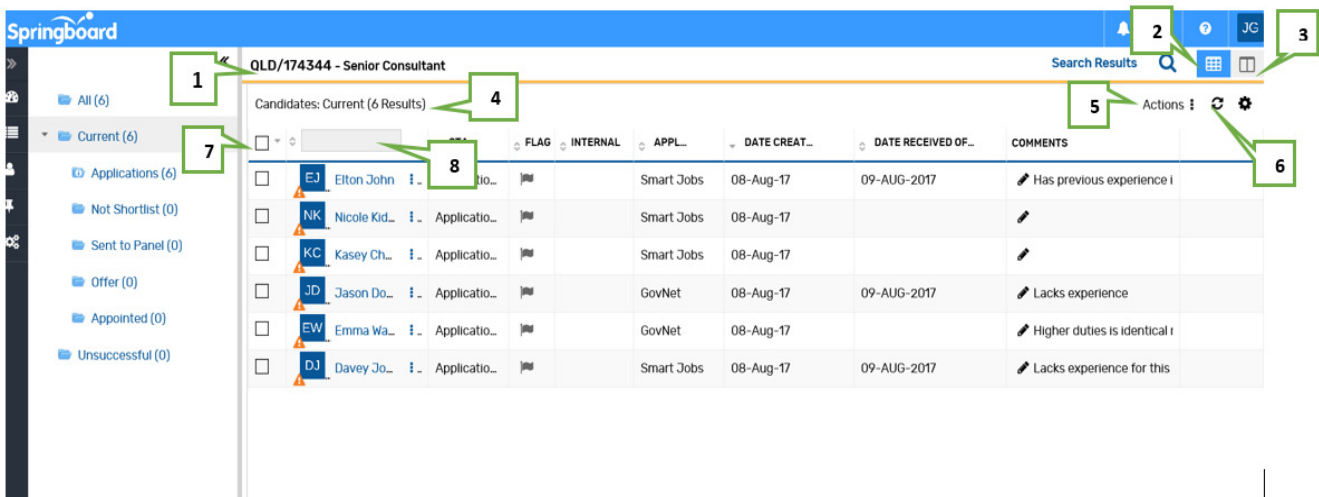 Springboard
JG
1
2
3
QLD/174344 - Senior Consultant
Search Results
All (6)
Current (6)
Applications (6)
Not Shortlist (0)
Sent to Panel (0)
Offer (0)
Appointed (0)
Unsuccessful (0)
Candidates: Current (6 Results)
4
5
Actions
6
7
8
FLAG INTERNAL APPL... DATE CREAT... DATE RECEIVED OF... COMMENTS
EJ Elton John Smart Jobs 08-Aug-17 09-AUG-2017 Has previous experience i
NK Nicole Kid... Applicatio... Smart Jobs 08-Aug-17
KC Kasey Ch... Applicatio... Smart Jobs 08-Aug-17
JD Jason Do... Applicatio... GovNet 08-Aug-17 09-AUG-2017 Lacks experience
EW Emma Wa... Applicatio... GovNet 08-Aug-17 Higher duties is identical
DJ Davey Jo... Applicatio... Smart Jobs 08-Aug-17 09-AUG-2017 Lacks experience for this